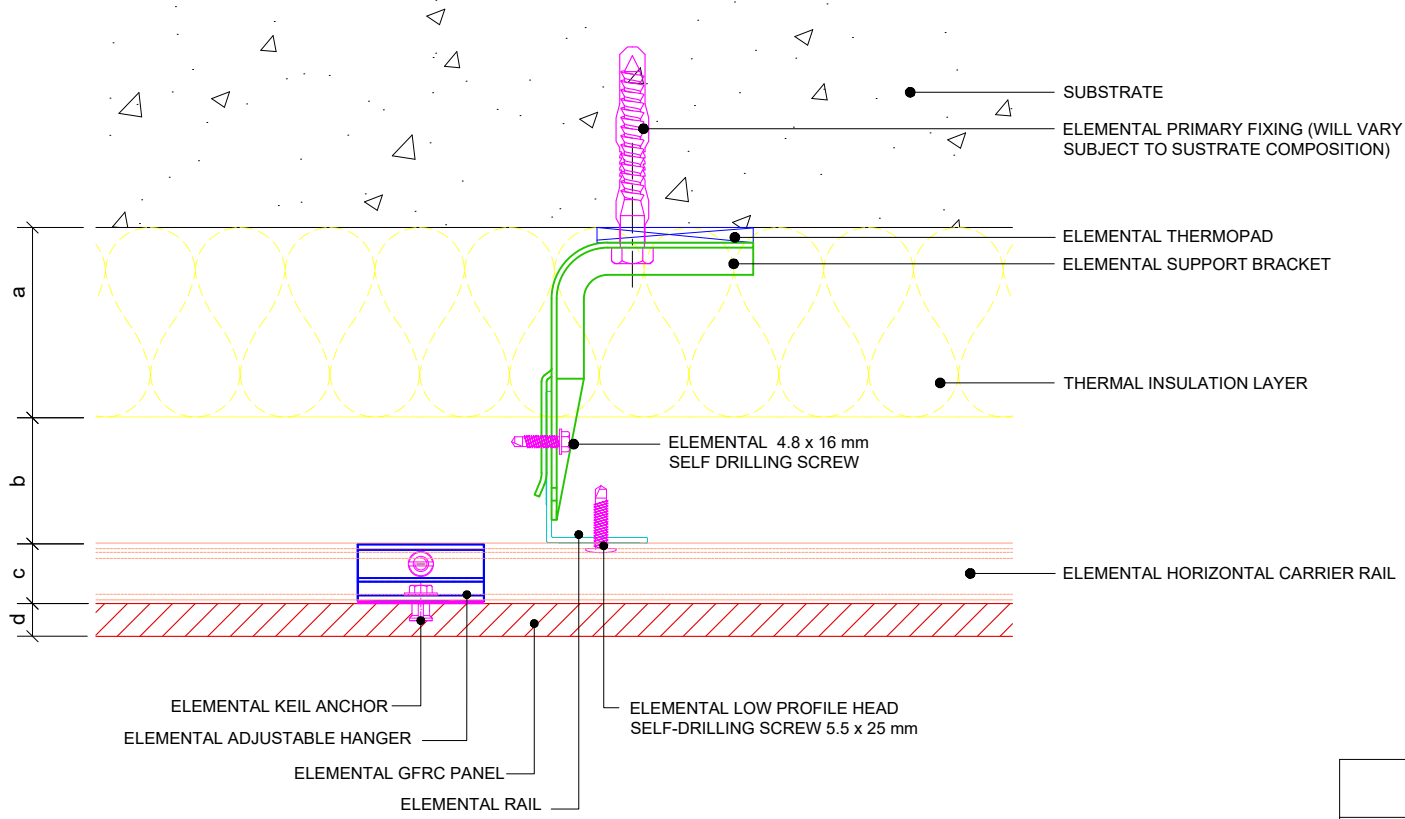 SUBSTRATE
ELEMENTAL PRIMARY FIXING (WILL VARY
SUBJECT TO SUSTRATE COMPOSITION)
ELEMENTAL THERMOPAD
ELEMENTAL SUPPORT BRACKET
a
THERMAL INSULATION LAYER
ELEMENTAL 4.8 x 16 mm
SELF DRILLING SCREW
b
c
ELEMENTAL HORIZONTAL CARRIER RAIL
d
ELEMENTAL KEIL ANCHOR
ELEMENTAL LOW PROFILE HEAD
SELF-DRILLING SCREW 5.5 x 25 mm
ELEMENTAL ADJUSTABLE HANGER
ELEMENTAL GFRC PANEL
ELEMENTAL RAIL